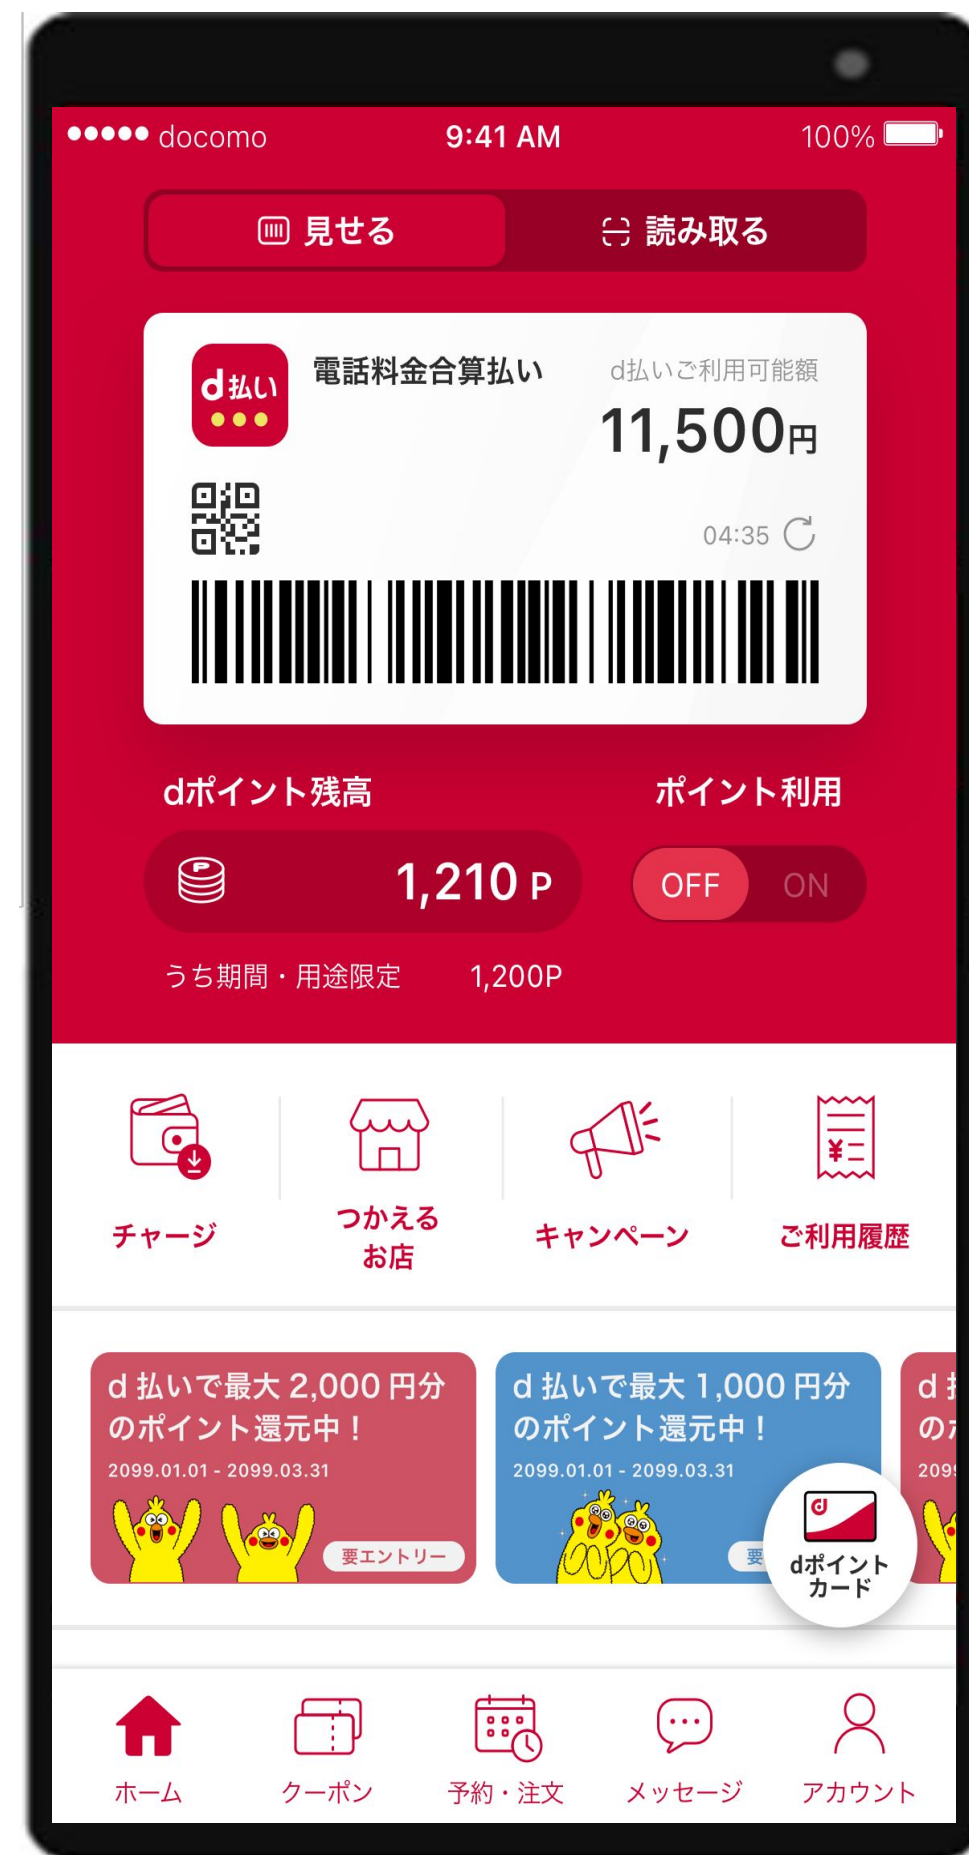 docomo 9:41 AM 100%
見せる 読み取る
d払い
電話料金合算払い
d払いご利用可能額
11,500円
04:35
dポイント残高 ポイント利用
P 1,210 P OFF ON
うち期間・用途限定 1,200P
チャージ
つかえる
お店
キャンペーン
¥
ご利用履歴
d 払いで最大 2,000 円分
のポイント還元中！
2099.01.01 - 2099.03.31
要エントリー
d 払いで最大 1,000 円分
のポイント還元中！
2099.01.01 - 2099.03.31
要
d
dポイント
カード
ホーム クーポン 予約・注文 メッセージ アカウント